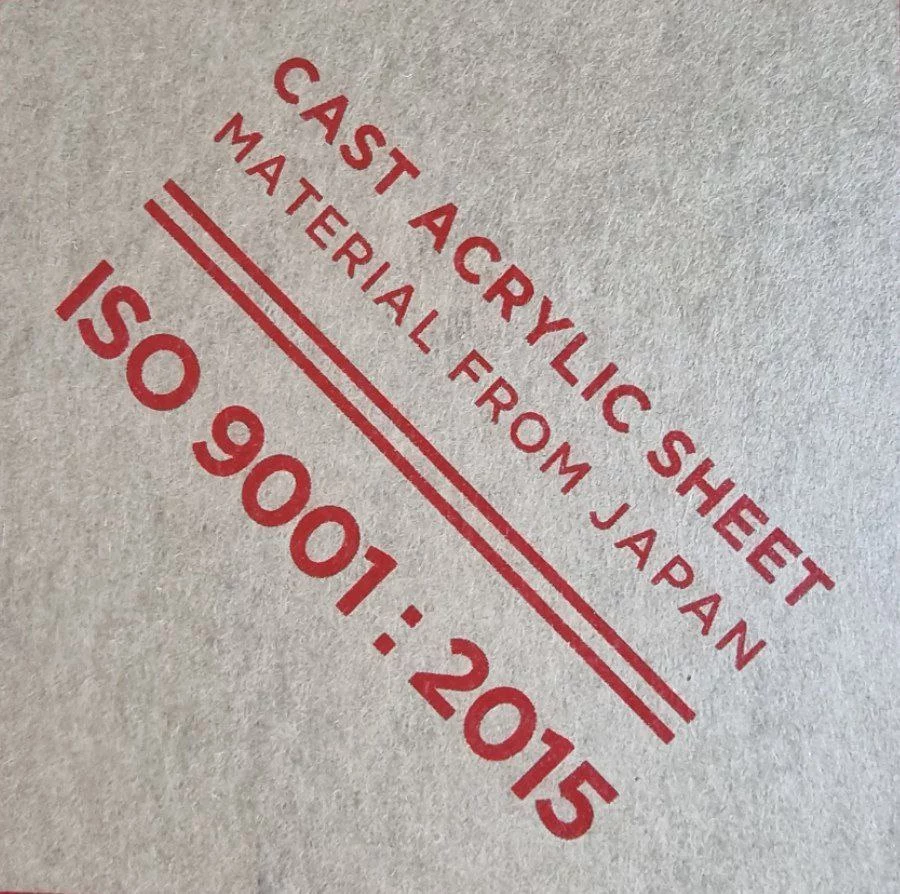 CAST ACRYLIC SHEET
MATERIAL FROM JAPAN
ISO 9001 : 2015